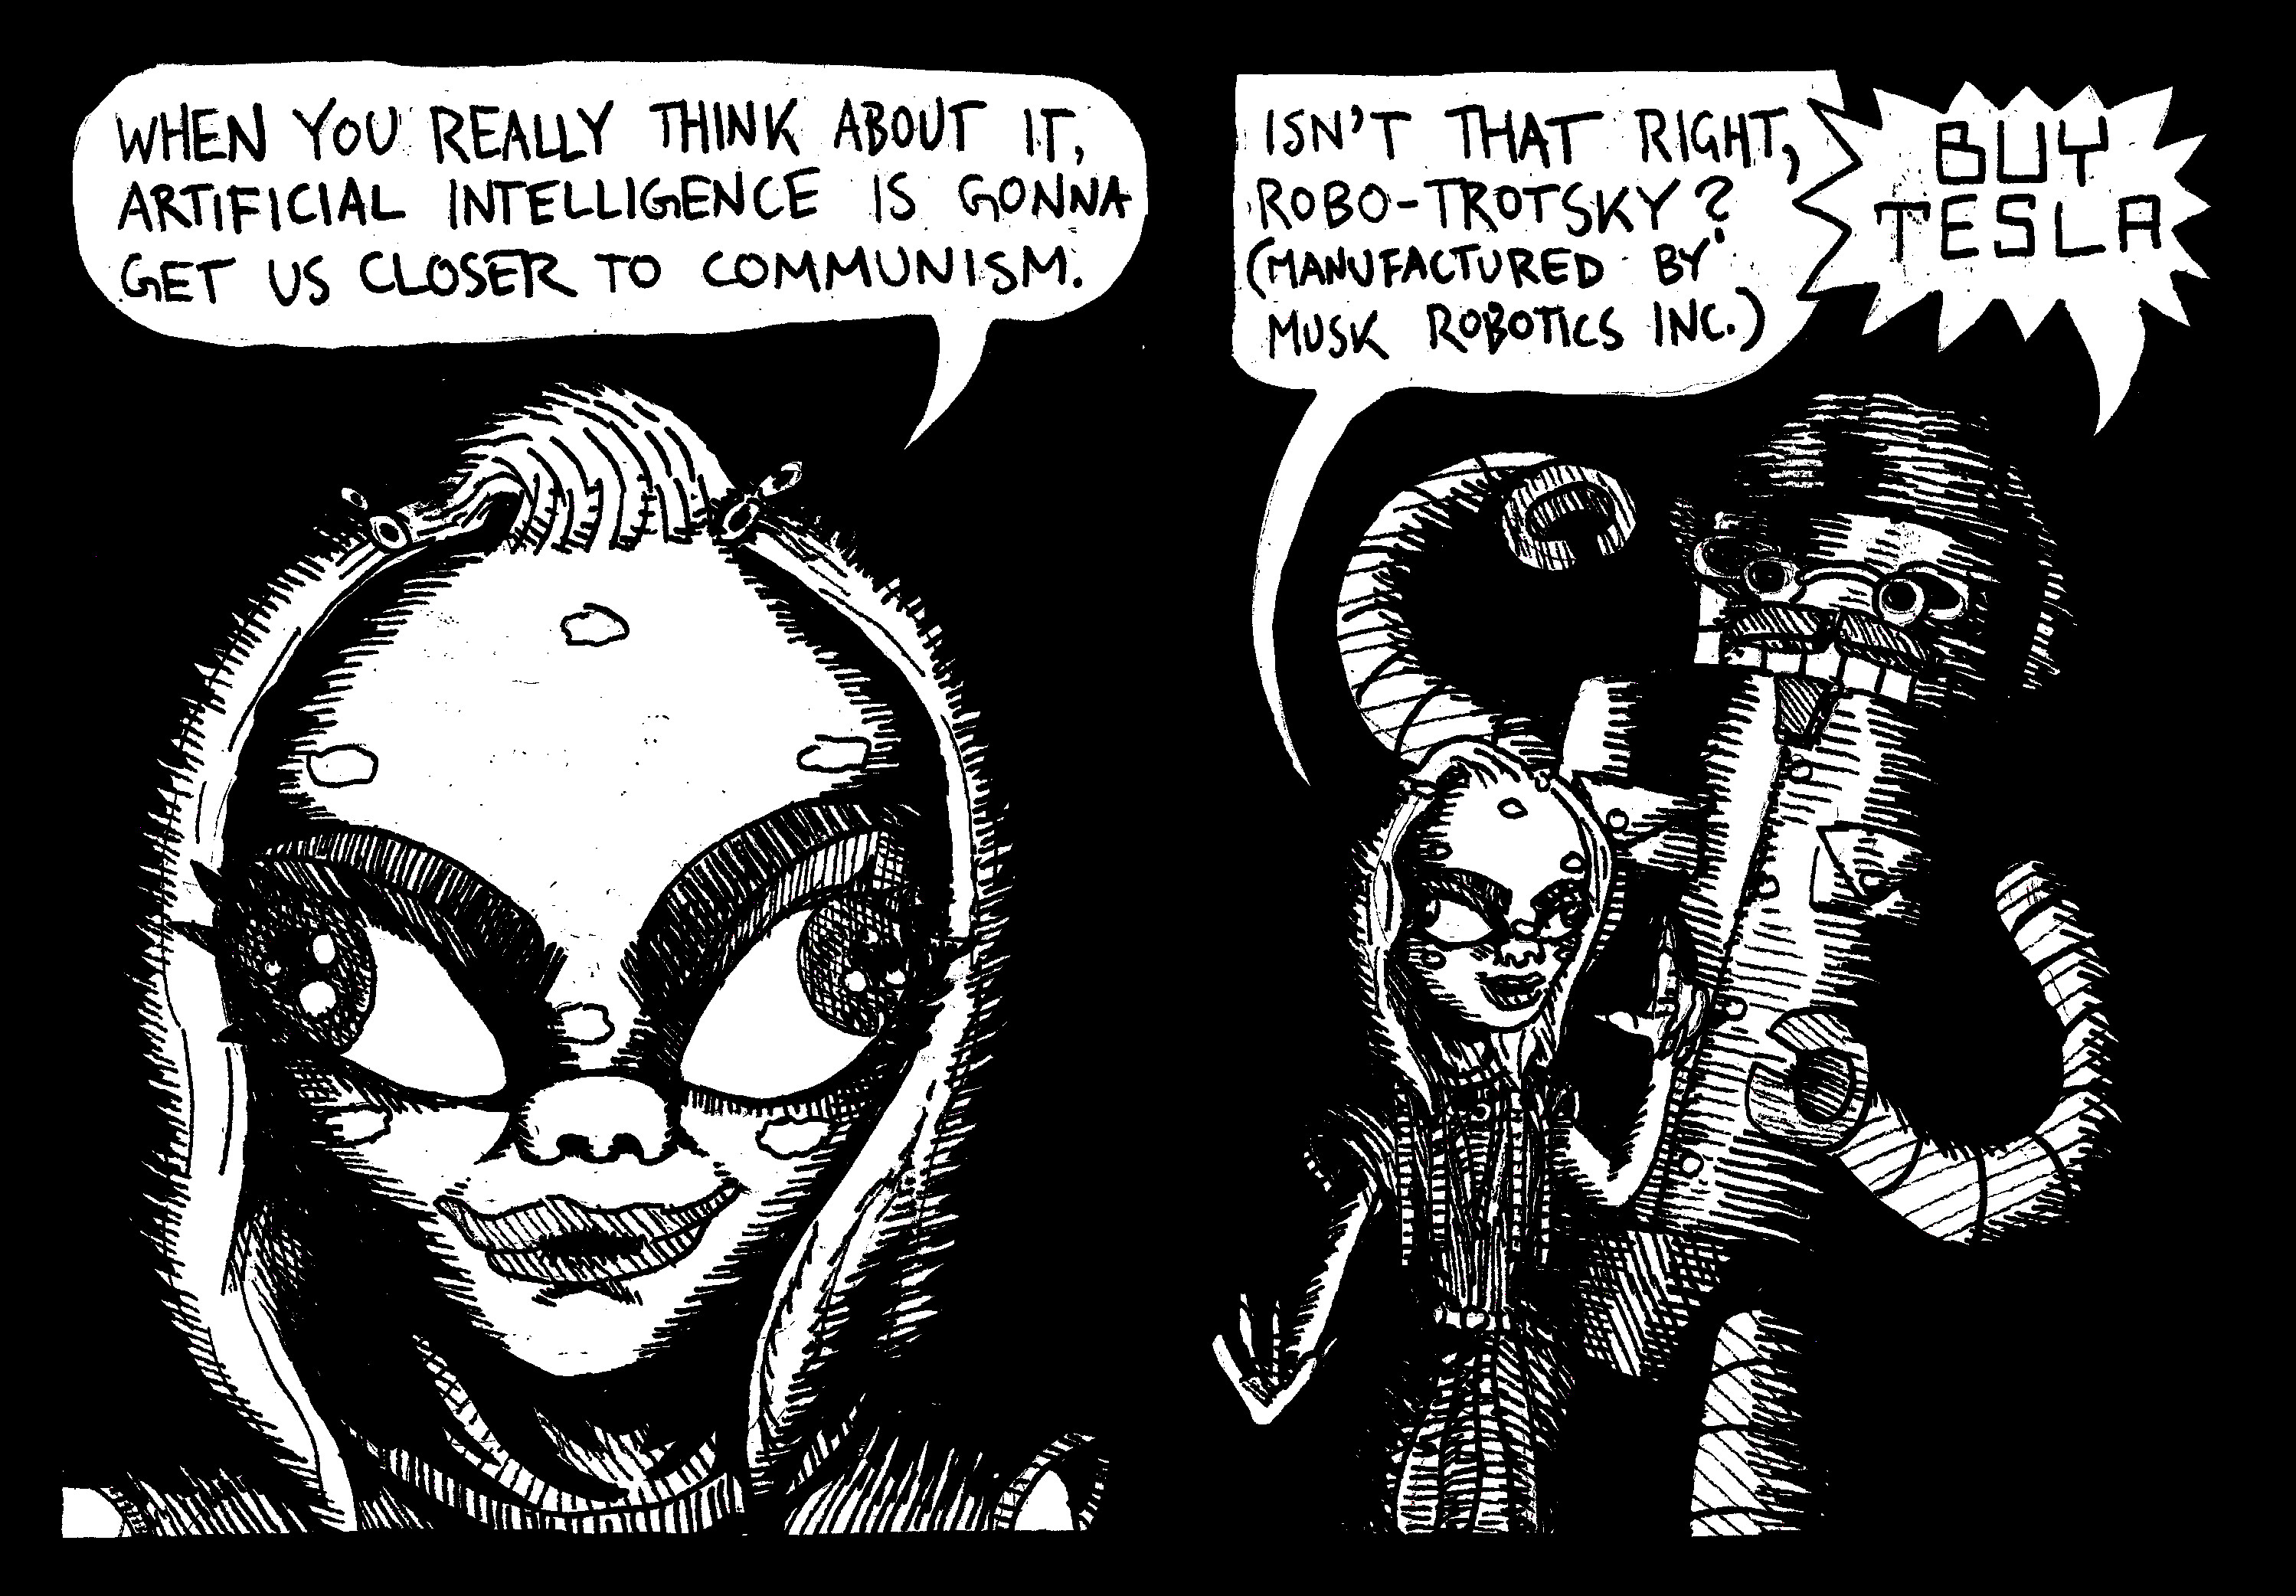 WHEN YOU REALLY THINK ABOUT IT,
ARTIFICIAL INTELLIGENCE IS GONNA
GET US CLOSER TO COMMUNISM.
ISN'T THAT RIGHT,
ROBO-TROTSKY?
(MANUFACTURED BY
MUSK ROBOTICS INC.)
BUY
TESLA